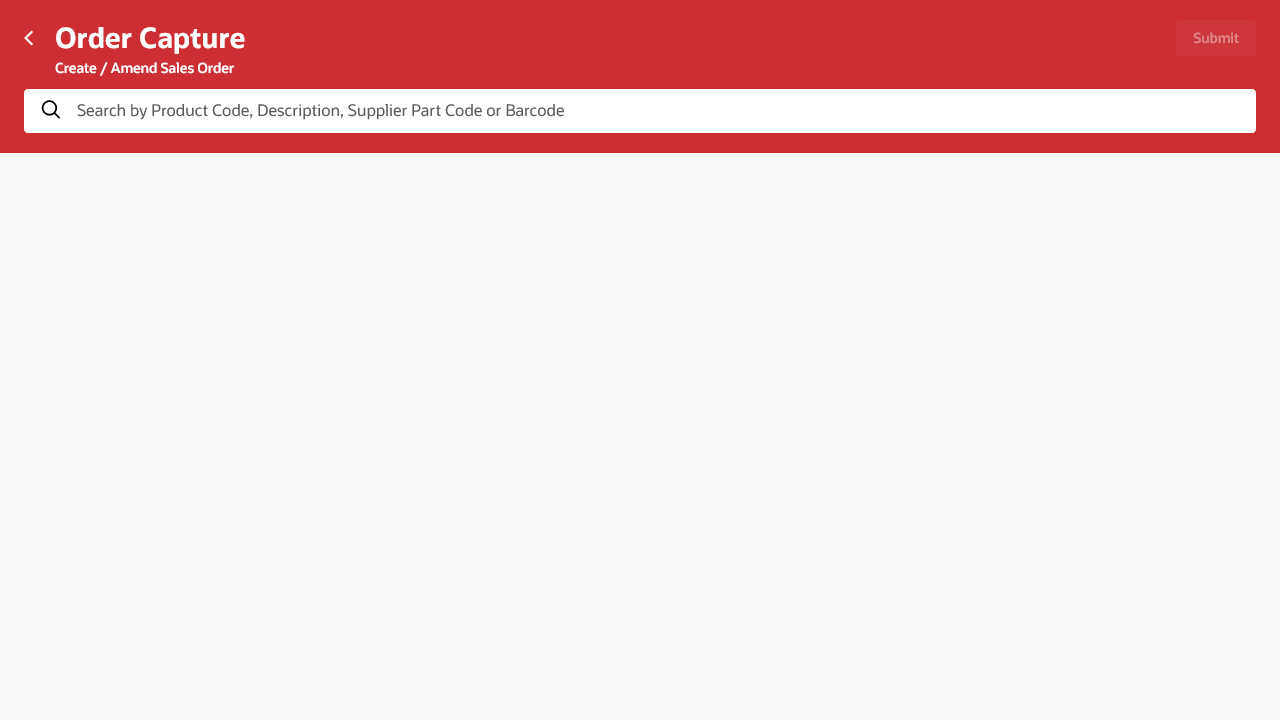 Order Capture
Submit
Create / Amend Sales Order
Search by Product Code, Description, Supplier Part Code or Barcode